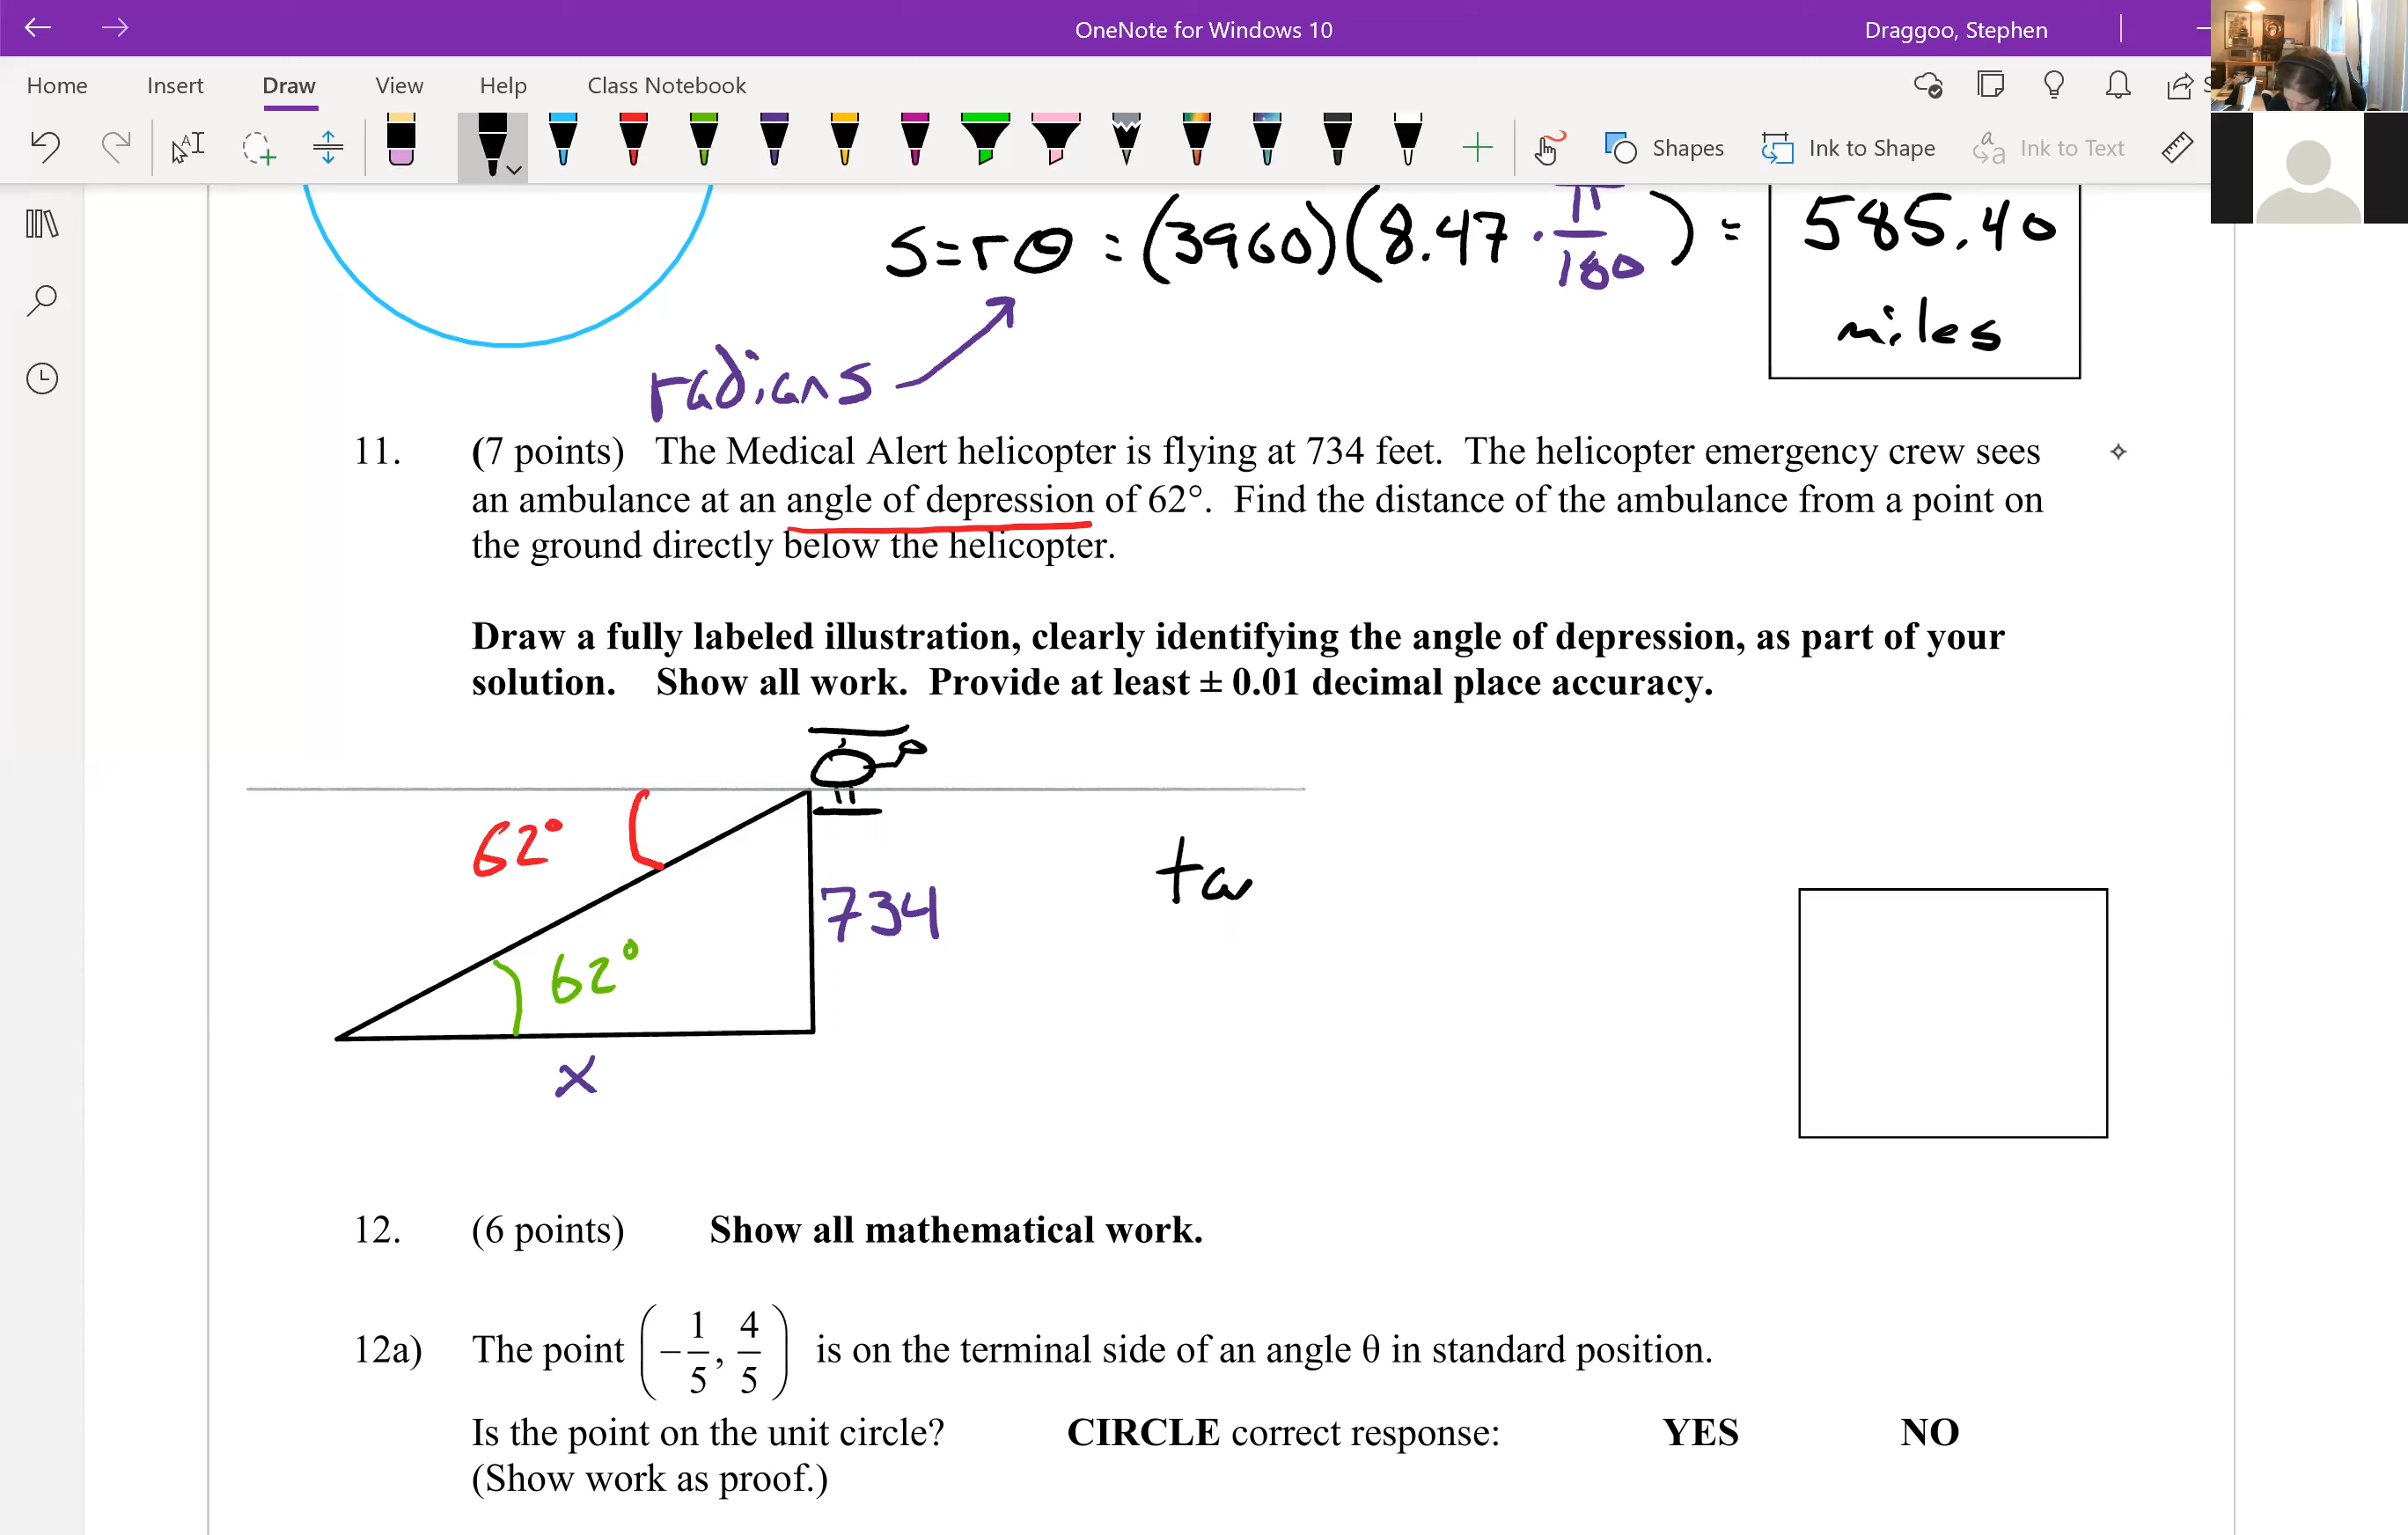 OneNote for Windows 10
Draggoo, Stephen
Home Insert Draw View Help Class Notebook
Shapes Ink to Shape Ink to Text
s=rθ = (3960)(8.47 · π/180) = 585.40 miles
radians
11. (7 points) The Medical Alert helicopter is flying at 734 feet. The helicopter emergency crew sees
an ambulance at an angle of depression of 62°. Find the distance of the ambulance from a point on
the ground directly below the helicopter.
Draw a fully labeled illustration, clearly identifying the angle of depression, as part of your
solution. Show all work. Provide at least ± 0.01 decimal place accuracy.
62°
734
ta
62°
x
12. (6 points) Show all mathematical work.
12a) The point (-1/5, 4/5) is on the terminal side of an angle θ in standard position.
Is the point on the unit circle? CIRCLE correct response: YES NO
(Show work as proof.)